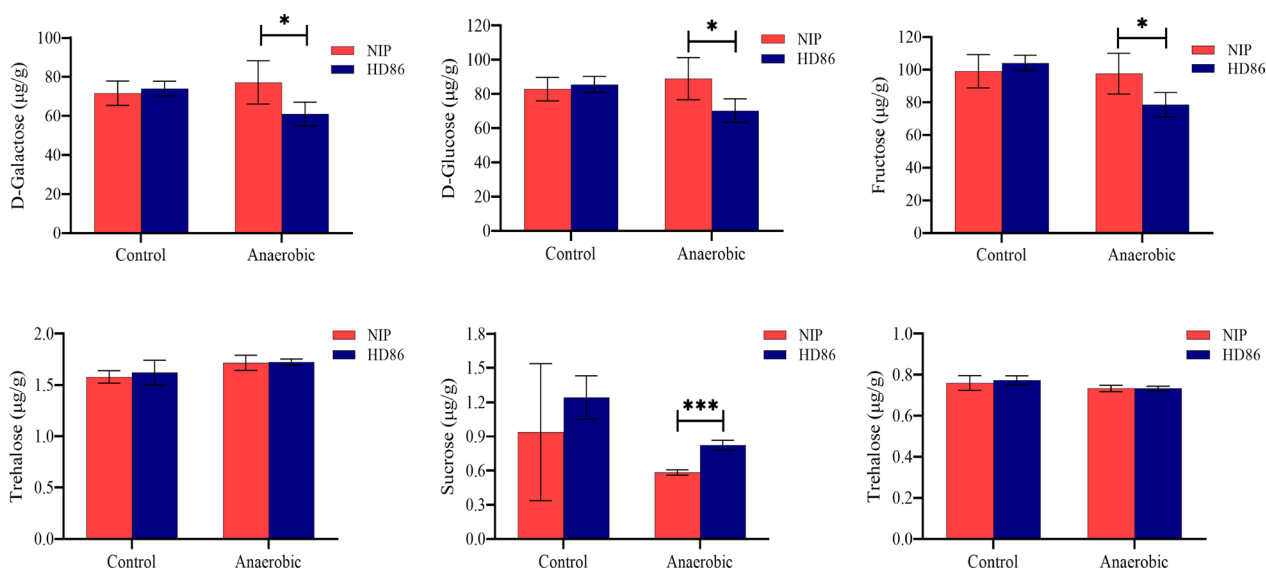 D-Galactose (μg/g)
100
80
60
40
20
0
*
NIP
HD86
Control Anaerobic
D-Glucose (μg/g)
120
100
80
60
40
20
0
*
NIP
HD86
Control Anaerobic
Fructose (μg/g)
120
100
80
60
40
20
0
*
NIP
HD86
Control Anaerobic
Trehalose (μg/g)
2.0
1.5
1.0
0.5
0.0
NIP
HD86
Control Anaerobic
Sucrose (μg/g)
1.8
1.5
1.2
0.9
0.6
0.3
0.0
***
NIP
HD86
Control Anaerobic
Trehalose (μg/g)
1.0
0.8
0.6
0.4
0.2
0.0
NIP
HD86
Control Anaerobic